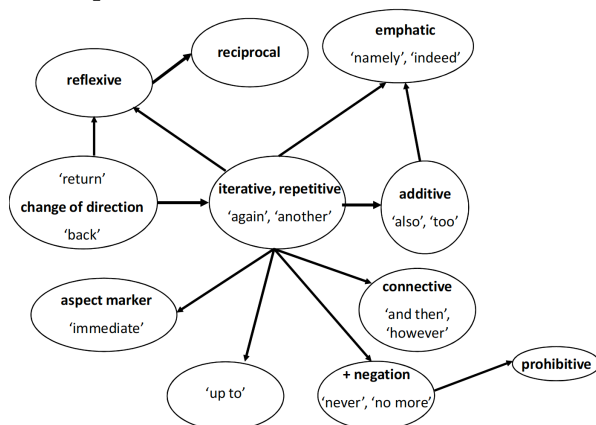 emphatic
‘namely’, ‘indeed’
reciprocal
reflexive
‘return’
change of direction
‘back’
iterative, repetitive
‘again’, ‘another’
additive
‘also’, ‘too’
aspect marker
‘immediate’
connective
‘and then’,
‘however’
‘up to’
+ negation
‘never’, ‘no more’
prohibitive